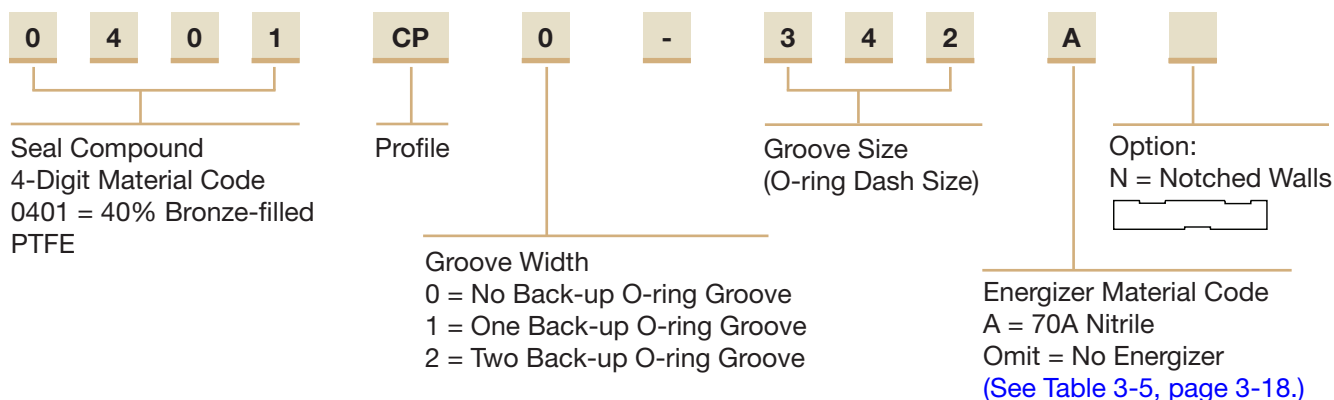 0 4 0 1 CP 0 - 3 4 2 A
Seal Compound
4-Digit Material Code
0401 = 40% Bronze-filled
PTFE
Profile
Groove Width
0 = No Back-up O-ring Groove
1 = One Back-up O-ring Groove
2 = Two Back-up O-ring Groove
Groove Size
(O-ring Dash Size)
Energizer Material Code
A = 70A Nitrile
Omit = No Energizer
(See Table 3-5, page 3-18.)
Option:
N = Notched Walls